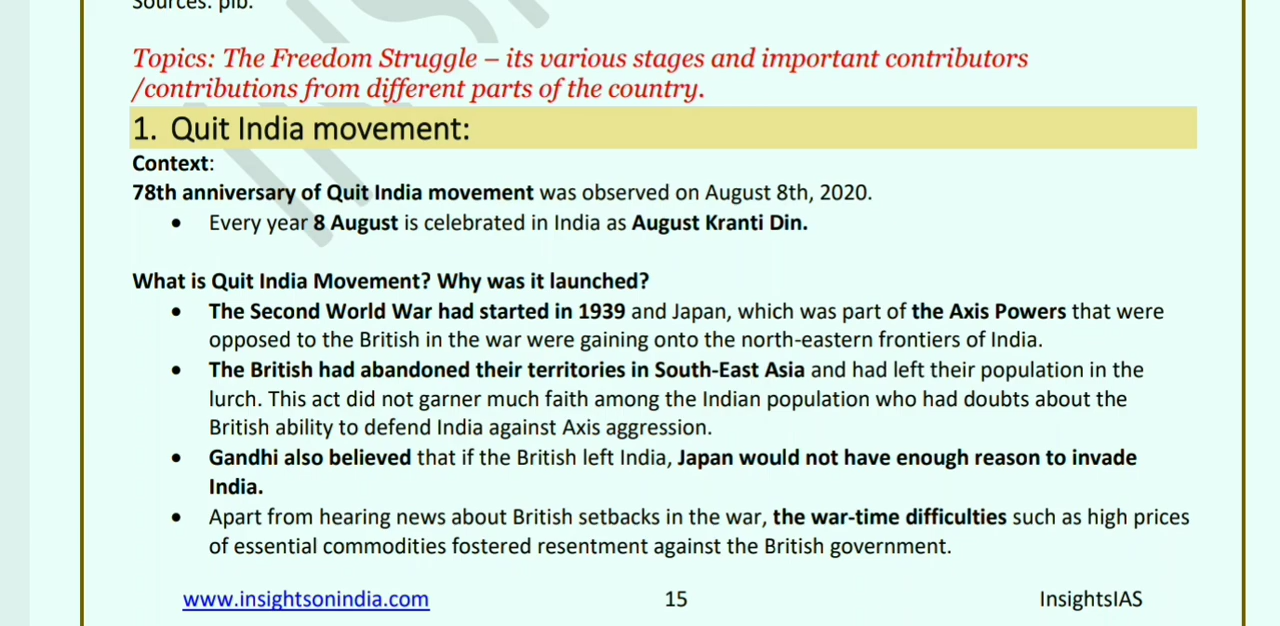 Sources: pib.
Topics: The Freedom Struggle – its various stages and important contributors
/contributions from different parts of the country.
1. Quit India movement:
Context:
78th anniversary of Quit India movement was observed on August 8th, 2020.
• Every year 8 August is celebrated in India as August Kranti Din.
What is Quit India Movement? Why was it launched?
• The Second World War had started in 1939 and Japan, which was part of the Axis Powers that were
opposed to the British in the war were gaining onto the north-eastern frontiers of India.
• The British had abandoned their territories in South-East Asia and had left their population in the
lurch. This act did not garner much faith among the Indian population who had doubts about the
British ability to defend India against Axis aggression.
• Gandhi also believed that if the British left India, Japan would not have enough reason to invade
India.
• Apart from hearing news about British setbacks in the war, the war-time difficulties such as high prices
of essential commodities fostered resentment against the British government.
www.insightsonindia.com 15 InsightsIAS